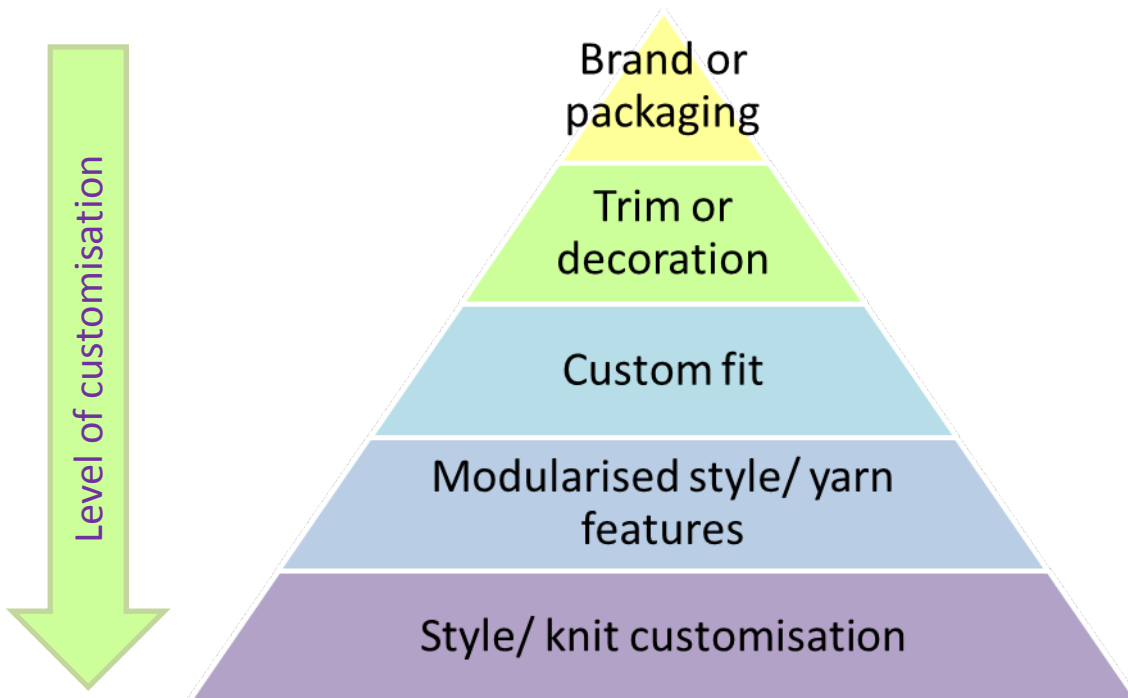 Level of customisation
Brand or
packaging
Trim or
decoration
Custom fit
Modularised style/ yarn
features
Style/ knit customisation